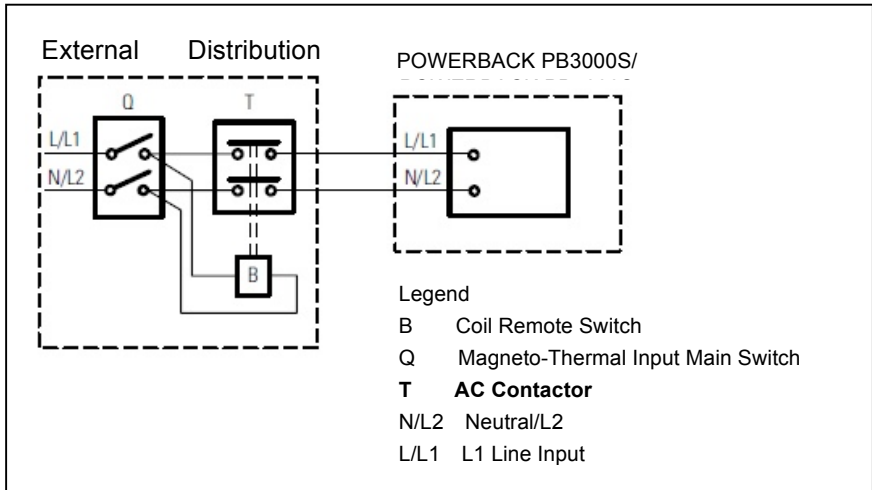 External Distribution
POWERBACK PB3000S/
Q T
L/L1
N/L2
L/L1
N/L2
B
Legend
B Coil Remote Switch
Q Magneto-Thermal Input Main Switch
T AC Contactor
N/L2 Neutral/L2
L/L1 L1 Line Input